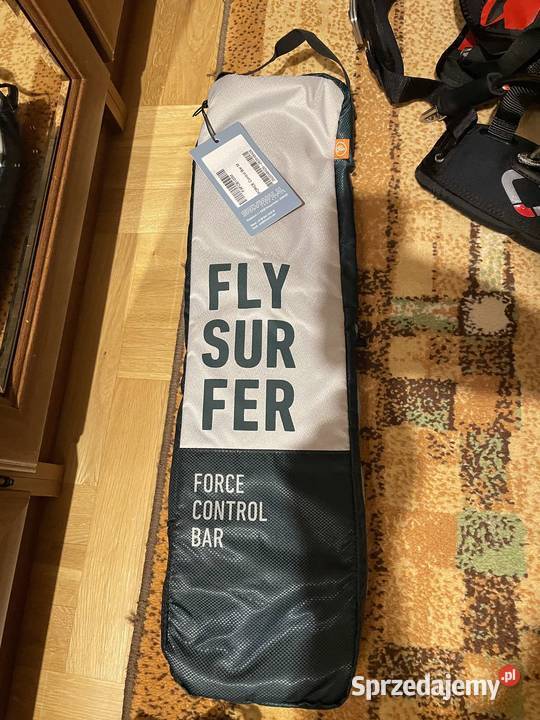 FLY
SUR
FER
FORCE
CONTROL
BAR
Sprzedajemy.pl